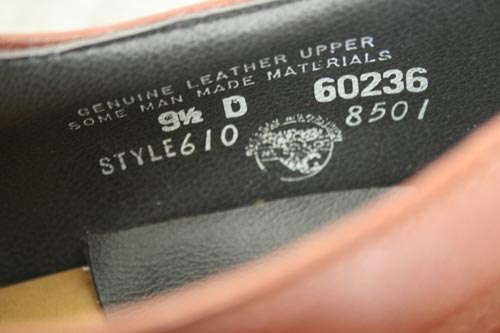 GENUINE LEATHER UPPER
SOME MAN MADE MATERIALS
9½ D 60236
STYLE 610 8501